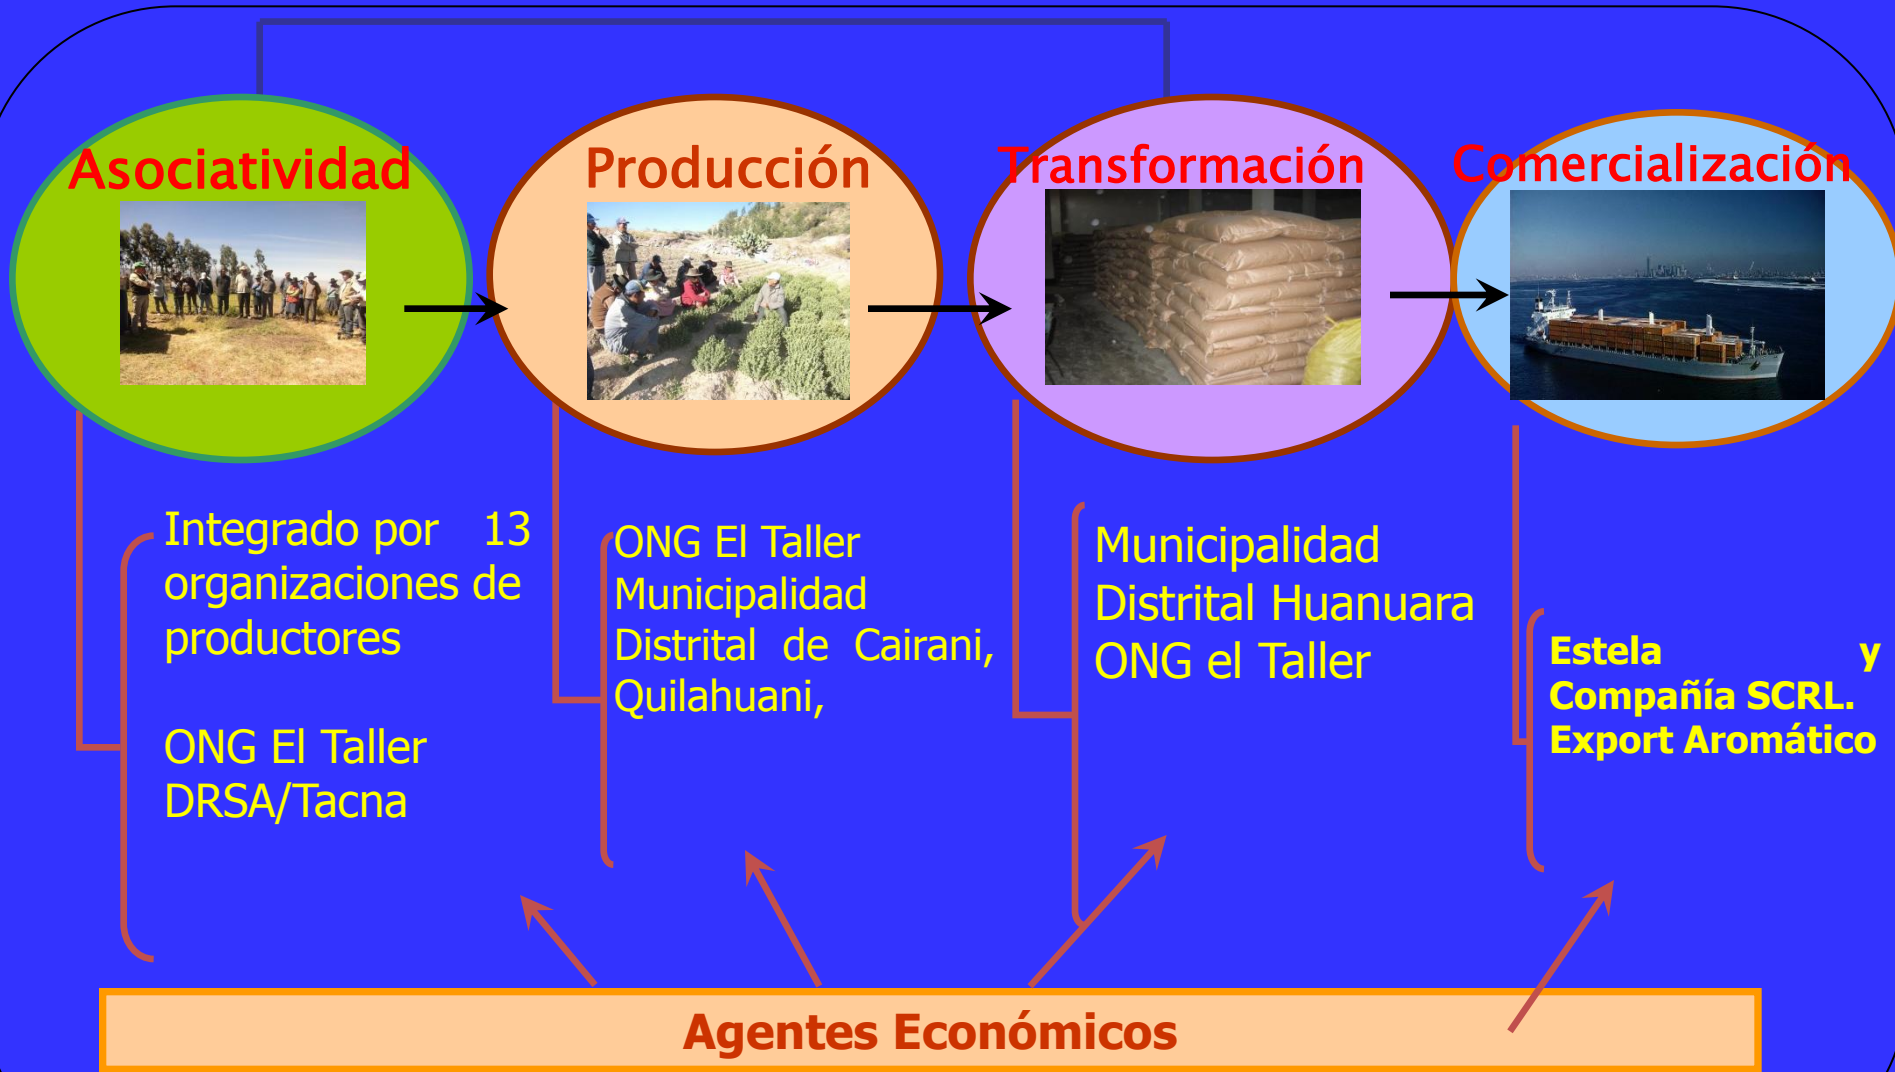 Asociatividad
Producción
Transformación
Comercialización
Integrado por 13
organizaciones de
productores
ONG El Taller
DRSA/Tacna
ONG El Taller
Municipalidad
Distrital de Cairani,
Quilahuani,
Municipalidad
Distrital Huanuara
ONG el Taller
Estela y
Compañía SCRL.
Export Aromático
Agentes Económicos